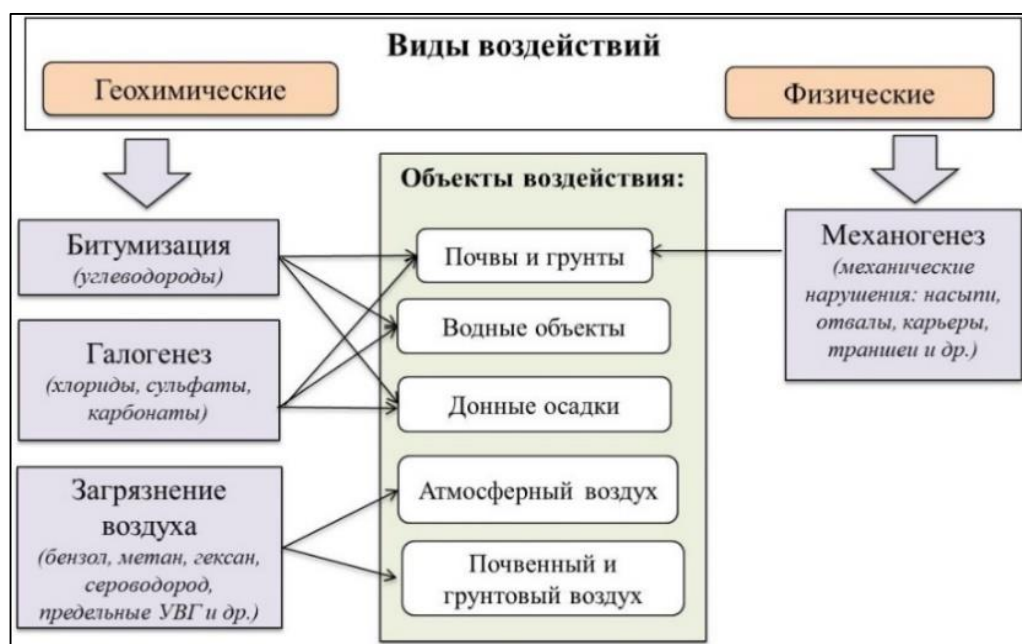 Виды воздействий
Геохимические
Физические
Объекты воздействия:
Битумизация
(углеводороды)
Галогенез
(хлориды, сульфаты,
карбонаты)
Загрязнение
воздуха
(бензол, метан, гексан,
сероводород,
предельные УВГ и др.)
Почвы и грунты
Водные объекты
Донные осадки
Атмосферный воздух
Почвенный и
грунтовый воздух
Механогенез
(механические
нарушения: насыпи,
отвалы, карьеры,
траншеи и др.)